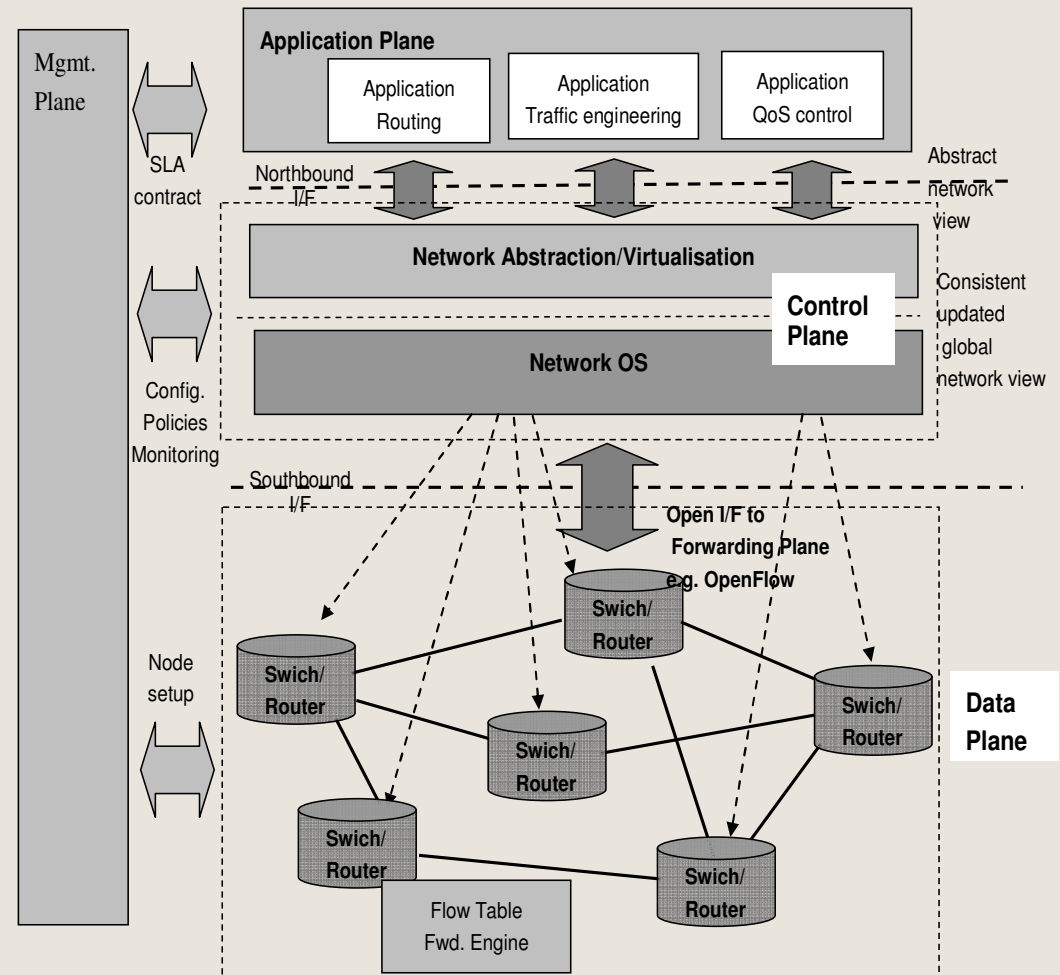 Mgmt.
Plane
Application Plane
Application
Routing
Application
Traffic engineering
Application
QoS control
SLA
contract
Northbound
I/F
Abstract
network
view
Network Abstraction/Virtualisation
Control
Plane
Consistent
updated
global
network view
Network OS
Config.
Policies
Monitoring
Southbound
I/F
Open I/F to
Forwarding Plane
e.g. OpenFlow
Swich/
Router
Swich/
Router
Swich/
Router
Swich/
Router
Swich/
Router
Swich/
Router
Node
setup
Data
Plane
Flow Table
Fwd. Engine